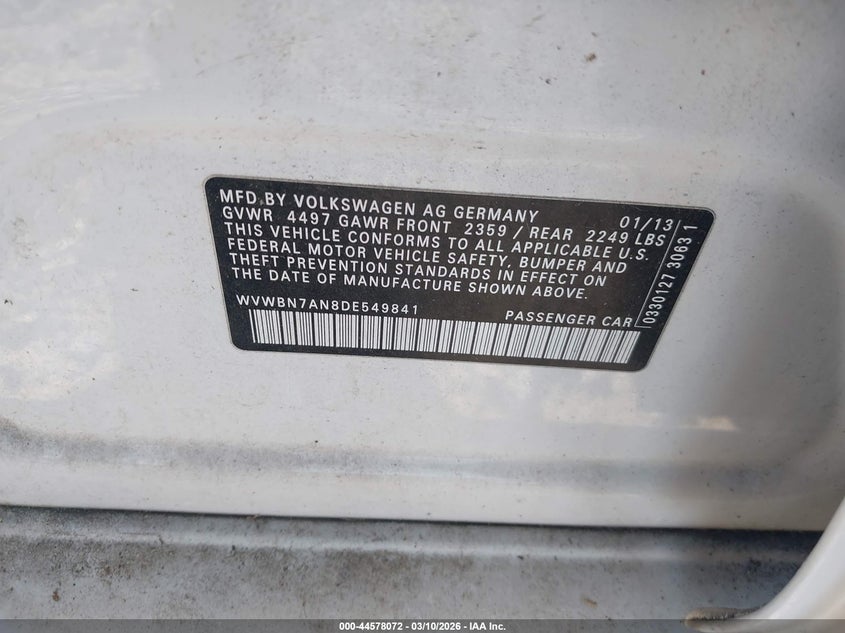 MFD BY VOLKSWAGEN AG GERMANY 01/13
GVWR 4497 GAWR FRONT 2359 / REAR 2249 LBS
THIS VEHICLE CONFORMS TO ALL APPLICABLE U.S.
FEDERAL MOTOR VEHICLE SAFETY, BUMPER AND
THEFT PREVENTION STANDARDS IN EFFECT ON
THE DATE OF MANUFACTURE SHOWN ABOVE.
WVWBN7AN8DE549841 PASSENGER CAR
0330127 3063 1
000-44578072 — 03/10/2026 — IAA Inc.